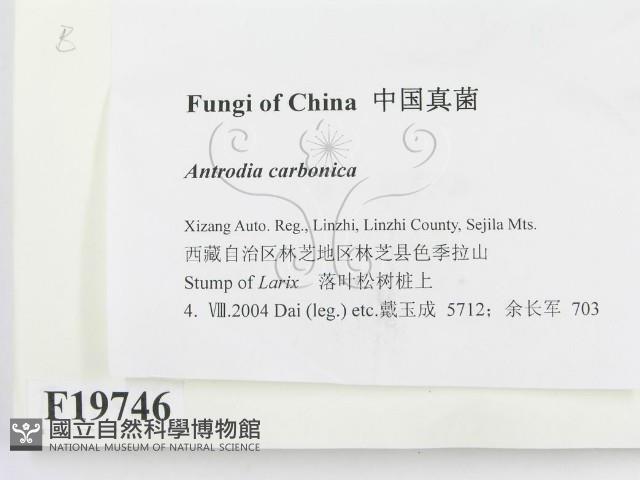 B
Fungi of China 中国真菌
Antrodia carbonica
Xizang Auto. Reg., Linzhi, Linzhi County, Sejila Mts.
西藏自治区林芝地区林芝县色季拉山
Stump of Larix 落叶松树桩上
4. Ⅷ.2004 Dai (leg.) etc.戴玉成 5712; 余长军 703
F19746
國立自然科學博物館
NATIONAL MUSEUM OF NATURAL SCIENCE